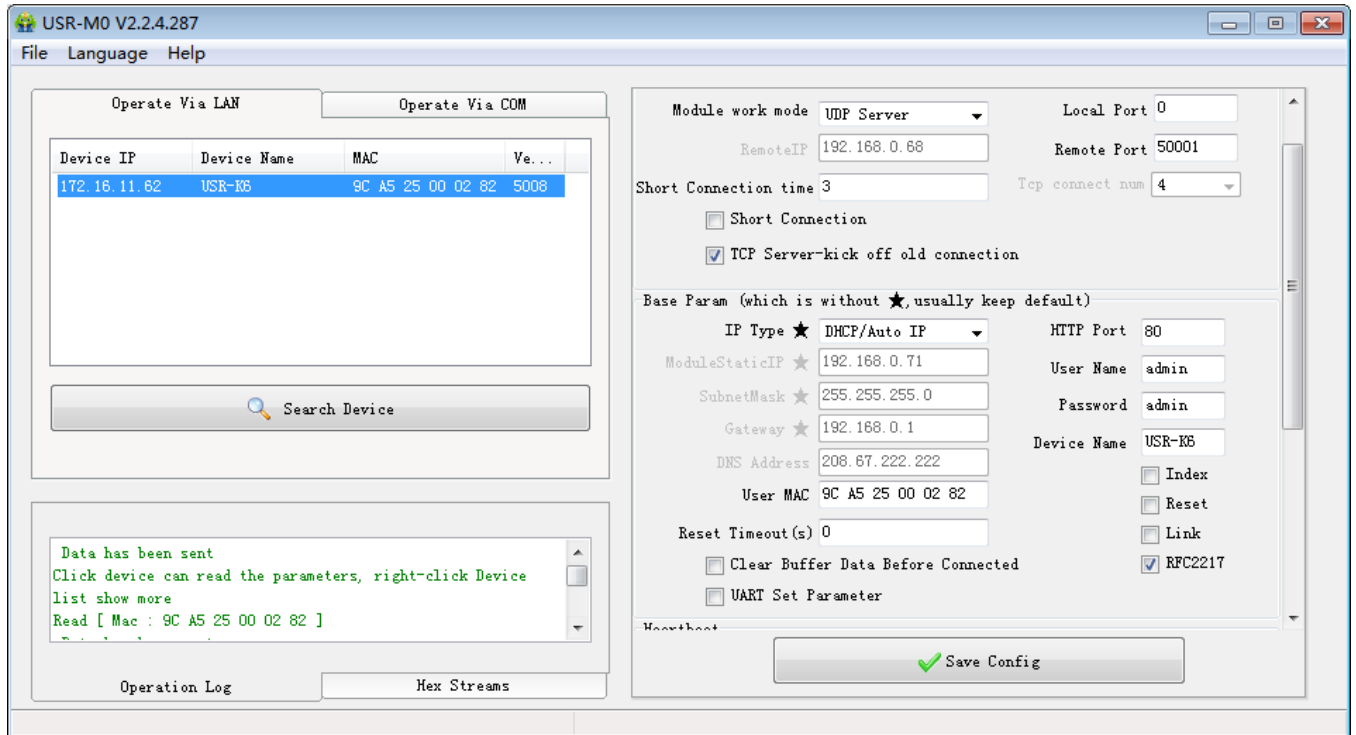 USR-M0 V2.2.4.287
File Language Help
Operate Via LAN
Operate Via COM
Device IP Device Name MAC Ve...
172.16.11.62 USR-K6 9C A5 25 00 02 82 5008
Search Device
Data has been sent
Click device can read the parameters, right-click Device
list show more
Read [ Mac : 9C A5 25 00 02 82 ]
Operation Log
Hex Streams
Module work mode UDP Server Local Port 0
RemoteIP 192.168.0.68 Remote Port 50001
Short Connection time 3 Tcp connect num 4
Short Connection
TCP Server-kick off old connection
Base Param (which is without ★,usually keep default)
IP Type ★ DHCP/Auto IP HTTP Port 80
ModuleStaticIP ★ 192.168.0.71 User Name admin
SubnetMask ★ 255.255.255.0 Password admin
Gateway ★ 192.168.0.1 Device Name USR-K6
DNS Address 208.67.222.222 Index
User MAC 9C A5 25 00 02 82 Reset
Reset Timeout(s) 0 Link
Clear Buffer Data Before Connected RFC2217
UART Set Parameter
Save Config